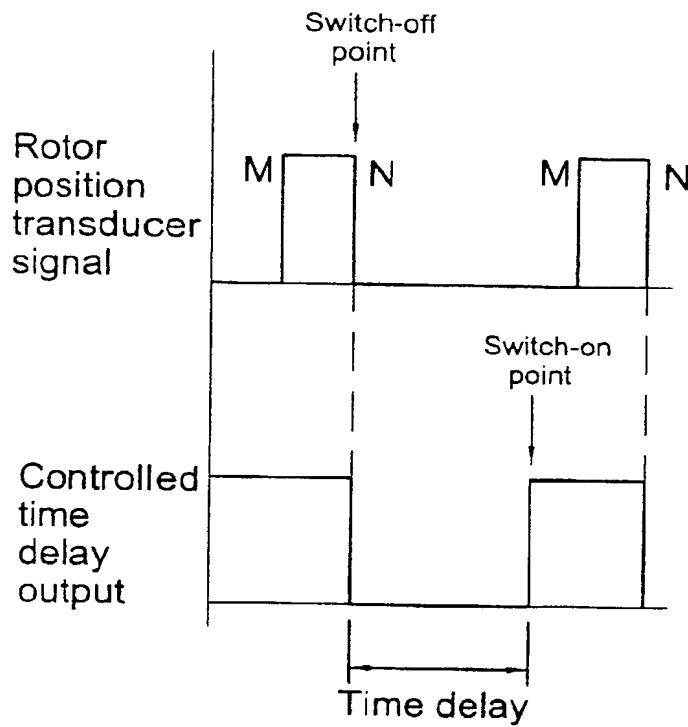 Switch-off
point
Rotor
position
transducer
signal
M
N
M
N
Switch-on
point
Controlled
time
delay
output
Time delay